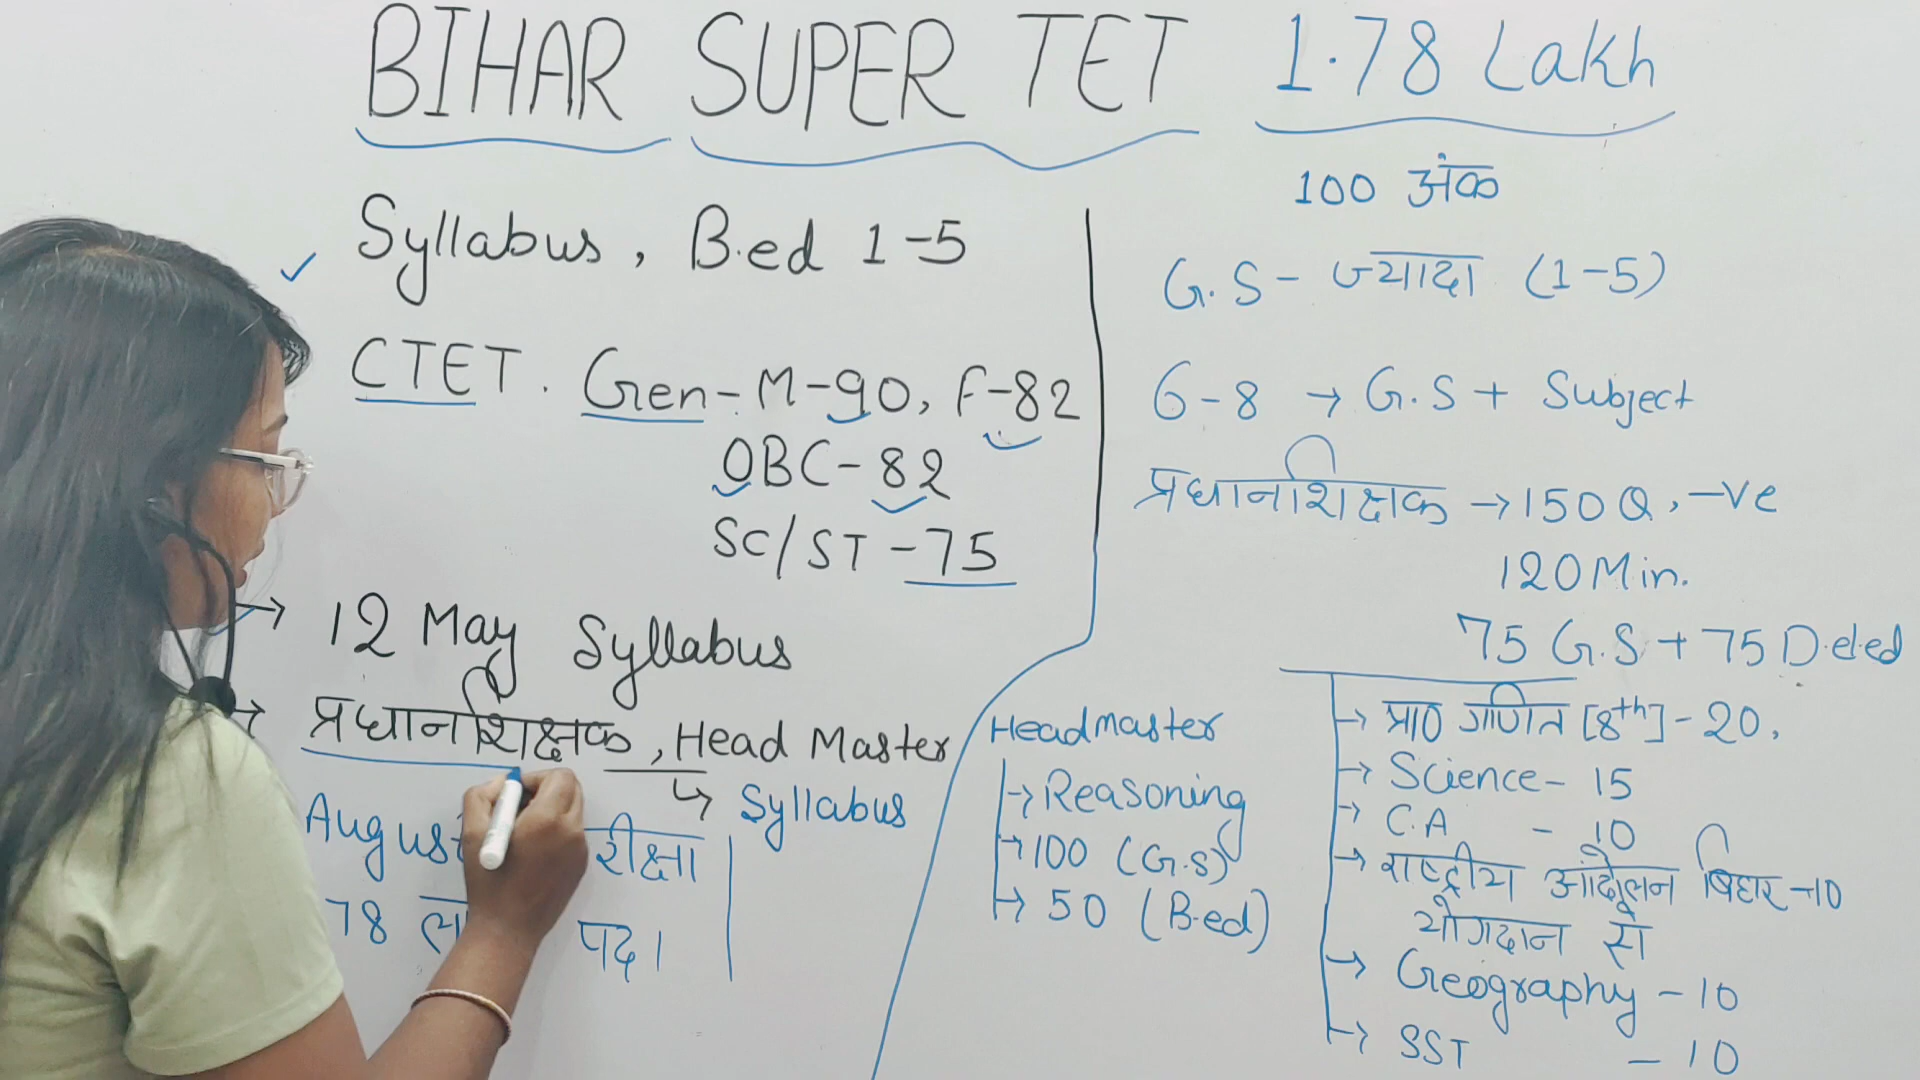 BIHAR SUPER TET 1.78 Lakh
Syllabus, B.ed 1-5
CTET. Gen-M-90, F-82
OBC-82
SC/ST-75
→ 12 May Syllabus
→ प्रधानशिक्षक, Head Master
↳ Syllabus
78 पद।
100 अंक
G.S- ज्यादा (1-5)
6-8 → G.S + Subject
प्रधानशिक्षक → 150 Q, -ve
120 Min.
75 G.S + 75 D.el.ed
→ प्रा० गणित [8th] - 20,
→ Science - 15
→ C.A - 10
→ राष्ट्रीय आंदोलन बिहार - 10
योगदान से
→ Geography - 10
→ SST - 10
Headmaster
→ Reasoning
→ 100 (G.S)
→ 50 (B.ed)